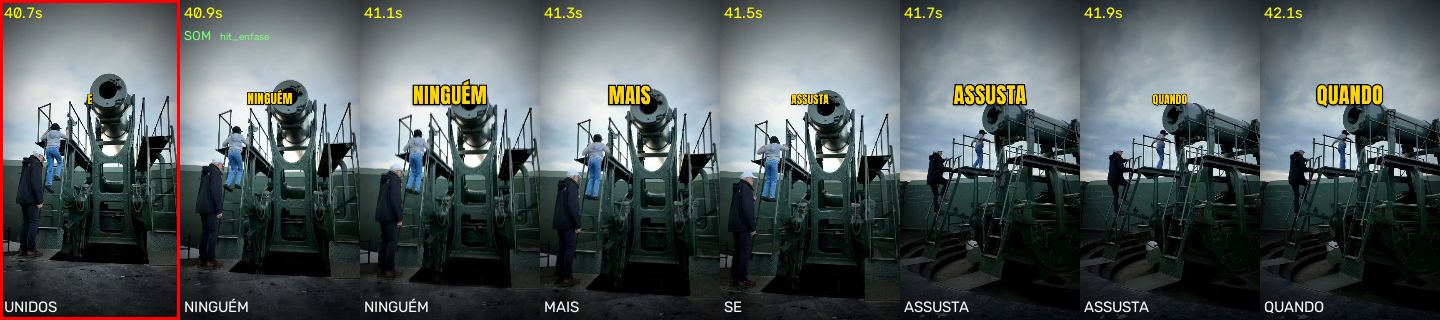 40.7s
E
UNIDOS
40.9s
SOM hit_enfase
NINGUÉM
NINGUÉM
41.1s
NINGUÉM
NINGUÉM
41.3s
MAIS
MAIS
41.5s
ASSUSTA
SE
41.7s
ASSUSTA
ASSUSTA
41.9s
QUANDO
ASSUSTA
42.1s
QUANDO
QUANDO